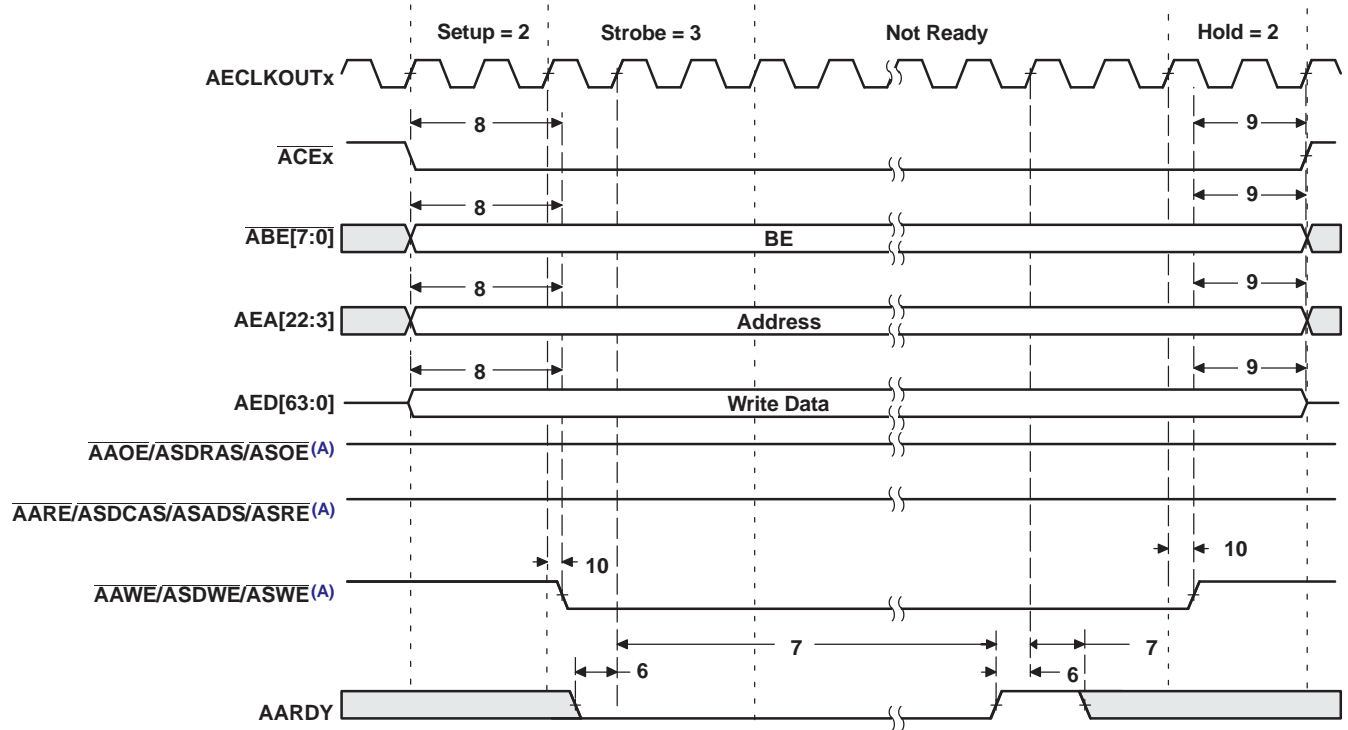 Setup = 2 Strobe = 3 Not Ready Hold = 2
AECLKOUTx
8 9
ACEx
8 9
ABE[7:0] BE
8 9
AEA[22:3] Address
8 9
AED[63:0] Write Data
AAOE/ASDRAS/ASOE(A)
AARE/ASDCAS/ASADS/ASRE(A)
10 10
AAWE/ASDWE/ASWE(A)
7 7
6 6
AARDY